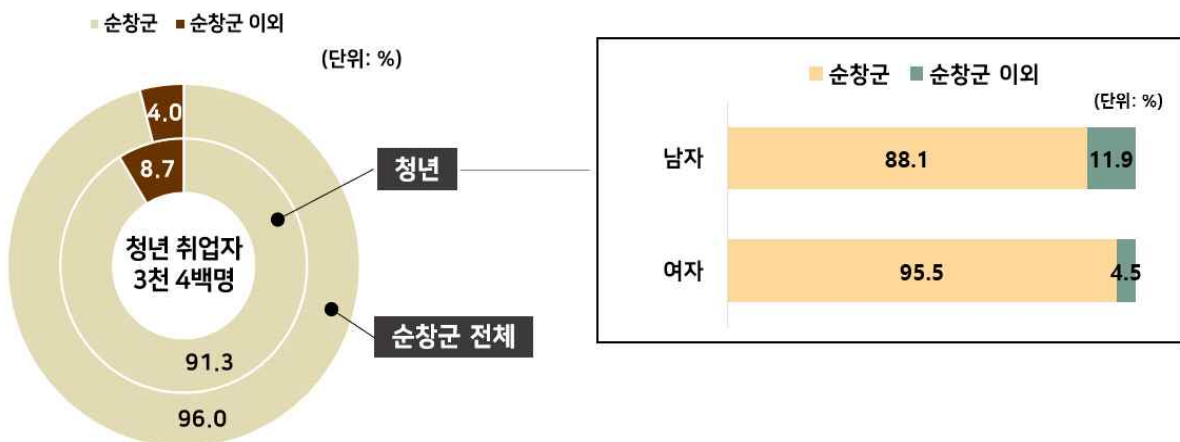 순창군 순창군 이외
(단위: %)
4.0
8.7
청년 취업자
3천 4백명
91.3
96.0
청년
순창군 전체
순창군 순창군 이외
(단위: %)
남자 88.1 11.9
여자 95.5 4.5